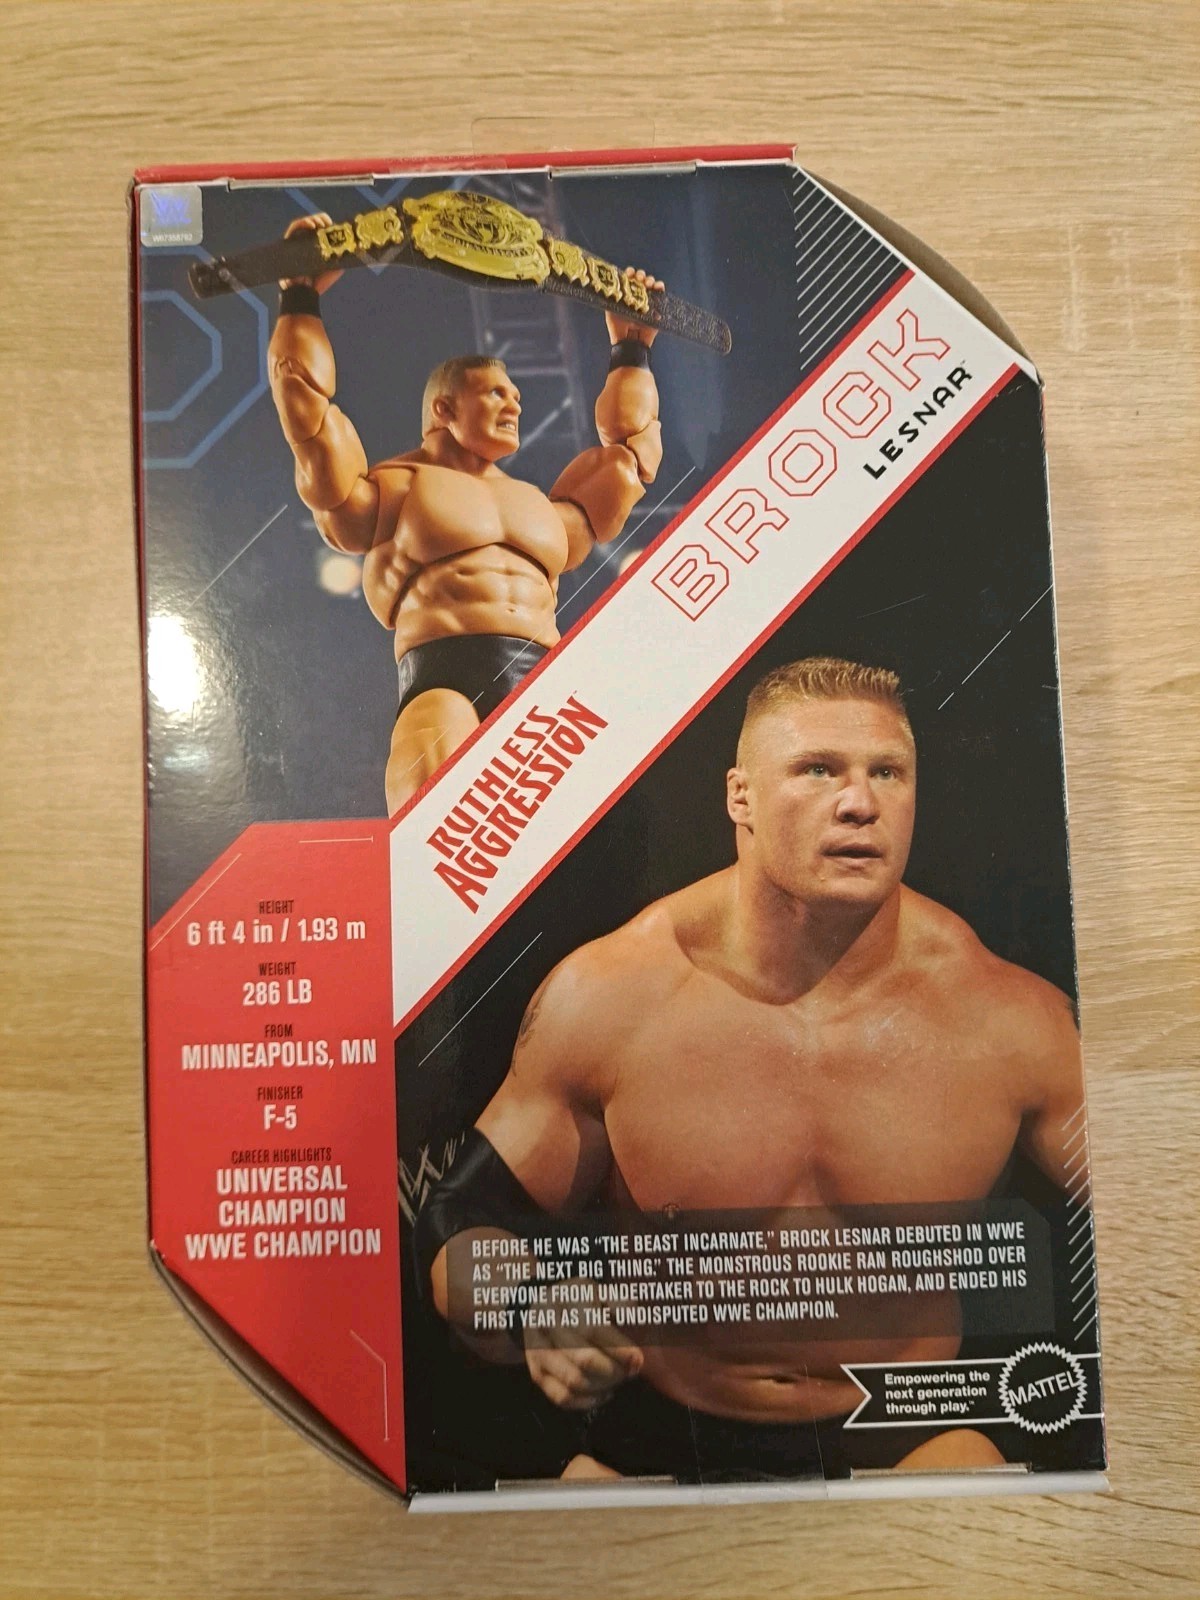 W
BROCK
LESNAR™
RUTHLESS
AGGRESSION™
HEIGHT
6 ft 4 in / 1.93 m
WEIGHT
286 LB
FROM
MINNEAPOLIS, MN
FINISHER
F-5
CAREER HIGHLIGHTS
UNIVERSAL
CHAMPION
WWE CHAMPION
BEFORE HE WAS “THE BEAST INCARNATE,” BROCK LESNAR DEBUTED IN WWE
AS “THE NEXT BIG THING.” THE MONSTROUS ROOKIE RAN ROUGHSHOD OVER
EVERYONE FROM UNDERTAKER TO THE ROCK TO HULK HOGAN, AND ENDED HIS
FIRST YEAR AS THE UNDISPUTED WWE CHAMPION.
Empowering the
next generation
through play.™
MATTEL